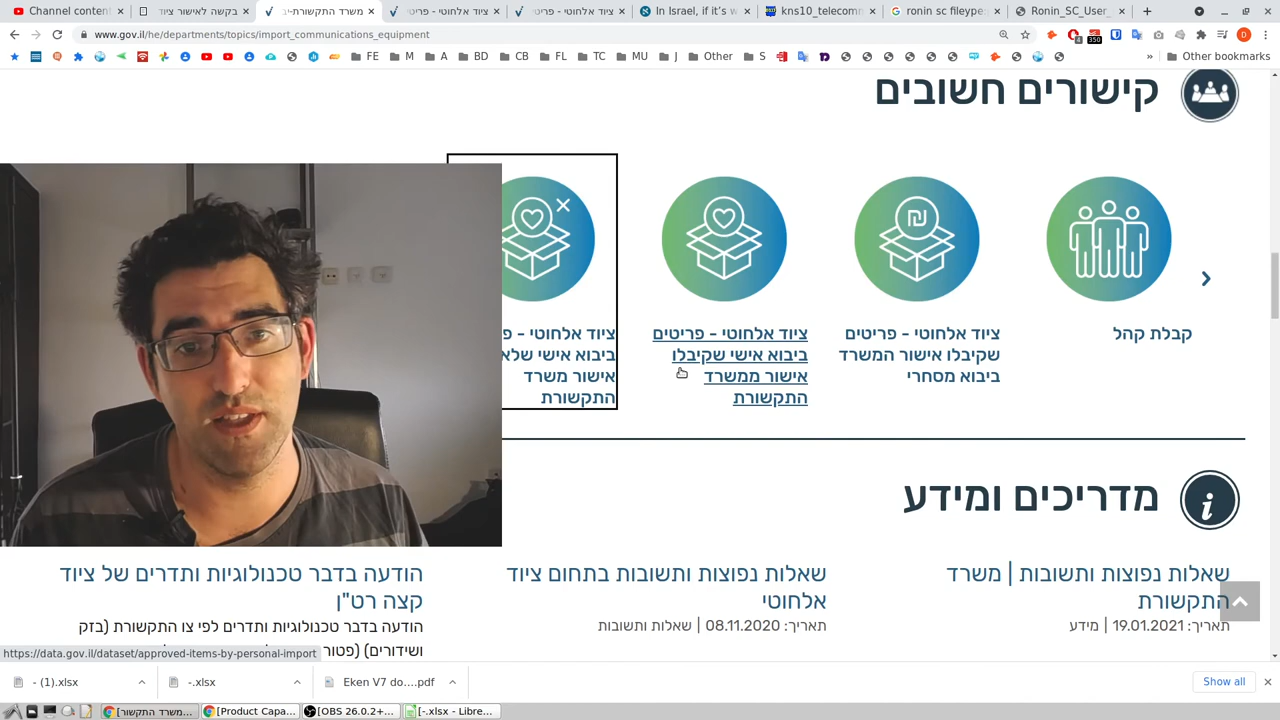 Channel content
בקשה לאישור ציוד
משרד התקשורת-יב
ציוד אלחוטי - פריטי
ציוד אלחוטי - פריטי
In Israel, if it's w
kns10_telecomm
ronin sc fileype
Ronin_SC_User_
D
www.gov.il/he/departments/topics/import_communications_equipment
4
350
FE
M
A
BD
CB
FL
TC
MU
J
Other
S
»
Other bookmarks
קישורים חשובים
קבלת קהל
ציוד אלחוטי - פריטים
שקיבלו אישור המשרד
ביבוא מסחרי
ציוד אלחוטי - פריטים
ביבוא אישי שקיבלו
אישור ממשרד
התקשורת
ציוד אלחוטי - פ
ביבוא אישי שלא
אישור משרד
התקשורת
מדריכים ומידע
שאלות נפוצות ותשובות | משרד
התקשורת
תאריך: 19.01.2021 | מידע
שאלות נפוצות ותשובות בתחום ציוד
אלחוטי
תאריך: 08.11.2020 | שאלות ותשובות
הודעה בדבר טכנולוגיות ותדרים של ציוד
קצה רט"ן
הודעה בדבר טכנולוגיות ותדרים לפי צו התקשורת (בזק
ושידורים) (פטור
https://data.gov.il/dataset/approved-items-by-personal-import
- (1).xlsx
-.xlsx
Eken V7 do....pdf
Show all
משרד התקשור]
[Product Capa...
[OBS 26.0.2+...
[-.xlsx - Libre...